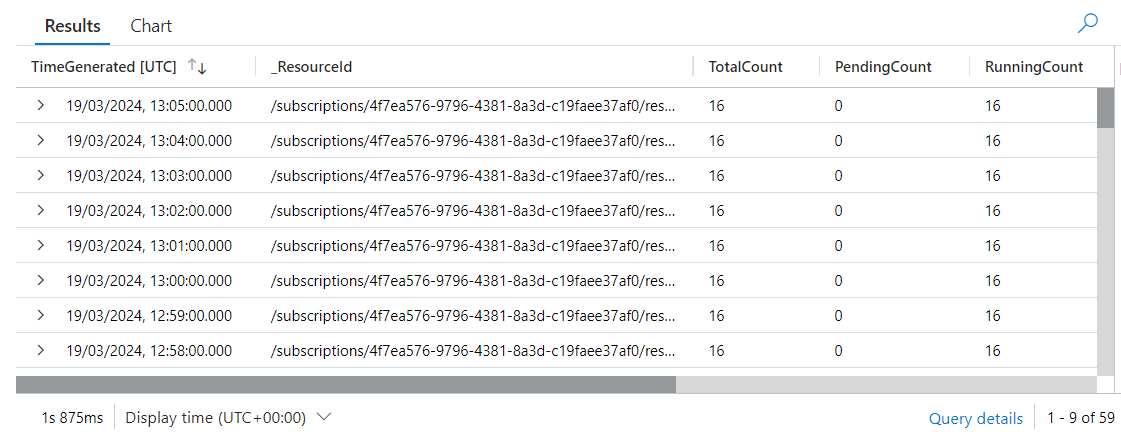 Results Chart
TimeGenerated [UTC] _ResourceId TotalCount PendingCount RunningCount
19/03/2024, 13:05:00.000 /subscriptions/4f7ea576-9796-4381-8a3d-c19faee37af0/res... 16 0 16
19/03/2024, 13:04:00.000 /subscriptions/4f7ea576-9796-4381-8a3d-c19faee37af0/res... 16 0 16
19/03/2024, 13:03:00.000 /subscriptions/4f7ea576-9796-4381-8a3d-c19faee37af0/res... 16 0 16
19/03/2024, 13:02:00.000 /subscriptions/4f7ea576-9796-4381-8a3d-c19faee37af0/res... 16 0 16
19/03/2024, 13:01:00.000 /subscriptions/4f7ea576-9796-4381-8a3d-c19faee37af0/res... 16 0 16
19/03/2024, 13:00:00.000 /subscriptions/4f7ea576-9796-4381-8a3d-c19faee37af0/res... 16 0 16
19/03/2024, 12:59:00.000 /subscriptions/4f7ea576-9796-4381-8a3d-c19faee37af0/res... 16 0 16
19/03/2024, 12:58:00.000 /subscriptions/4f7ea576-9796-4381-8a3d-c19faee37af0/res... 16 0 16
1s 875ms Display time (UTC+00:00) Query details 1 - 9 of 59